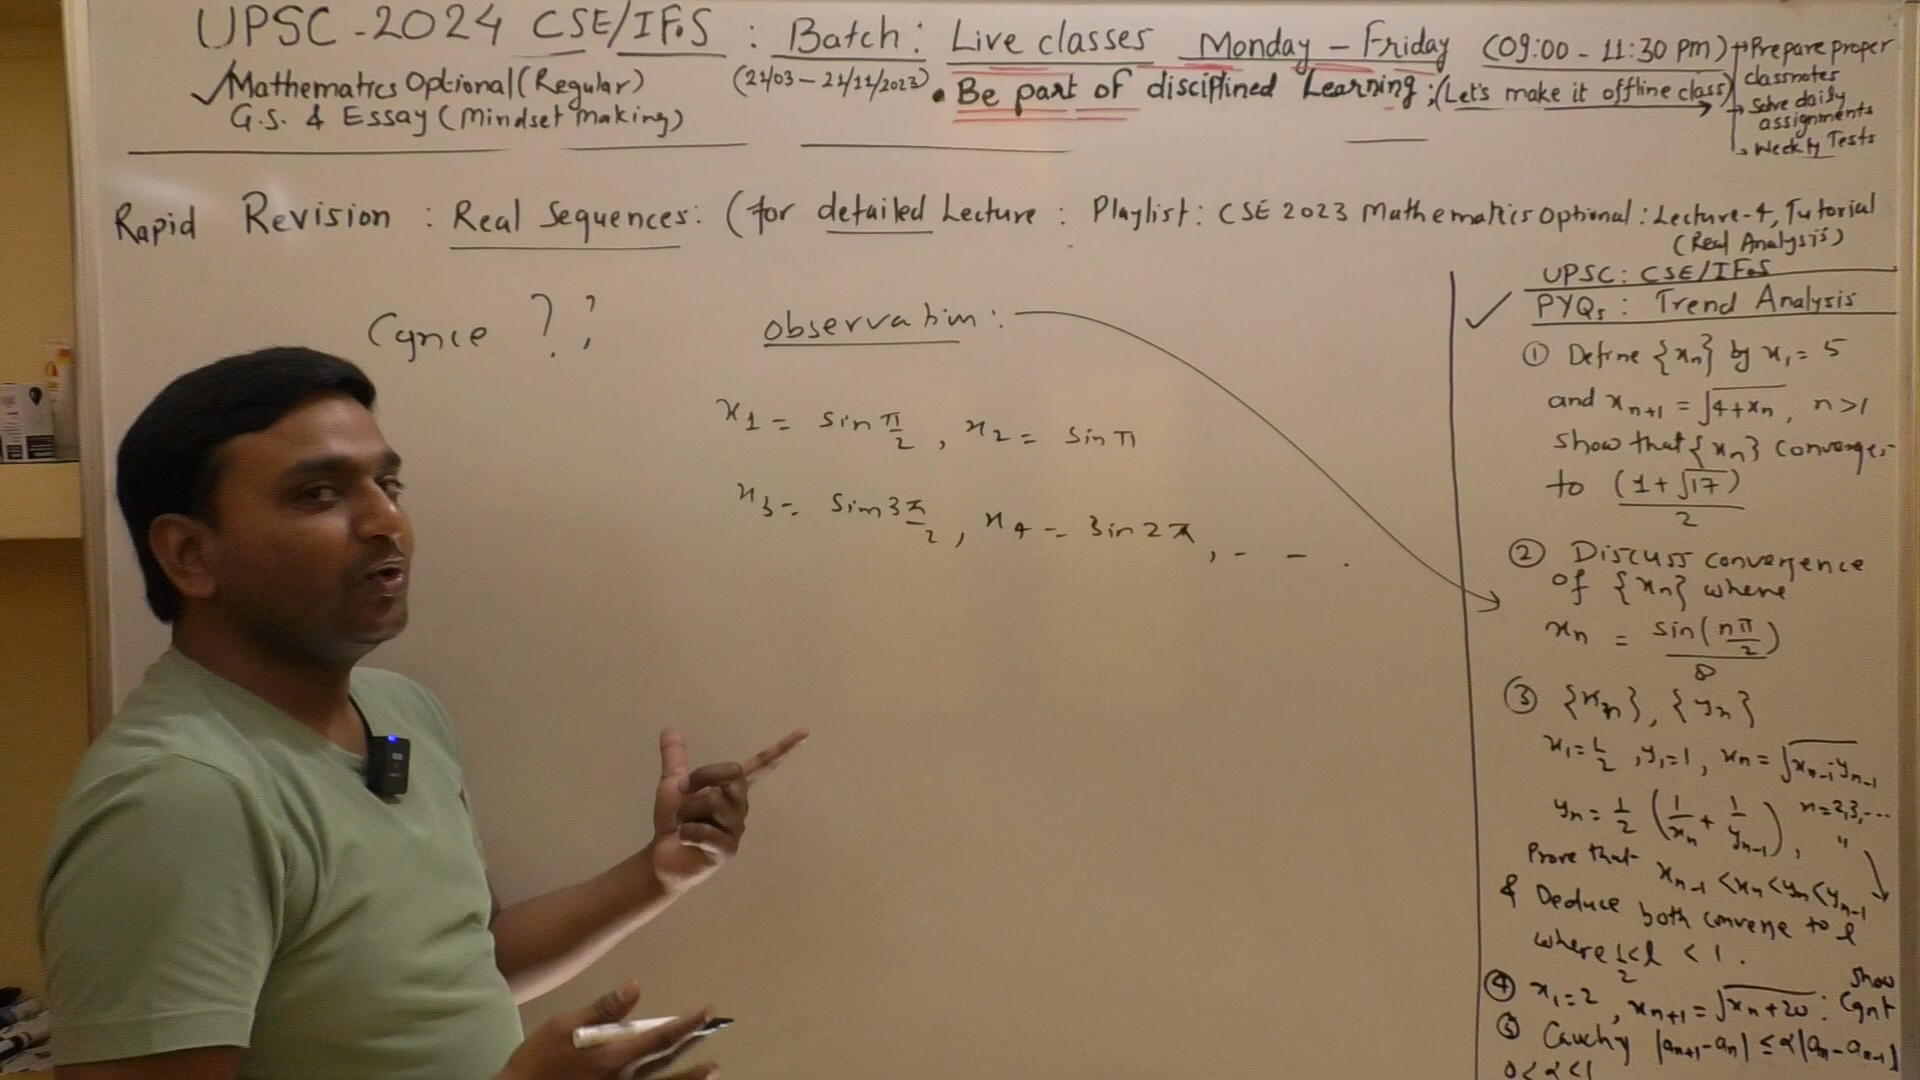 UPSC - 2024 CSE/IFoS : Batch : Live classes Monday - Friday (09:00 - 11:30 pm) → Prepare proper classnotes
✓ Mathematics Optional (Regular) (21/03 - 21/11/2023) • Be part of disciplined Learning ; (Let's make it offline class) → Solve daily assignments
G.S. & Essay (Mindset making) → Weekly Tests
Rapid Revision : Real Sequences : (for detailed Lecture : Playlist : CSE 2023 Mathematics Optional : Lecture-4, Tutorial
(Real Analysis)
Cgnce ? ;
observation :
x1 = sin π/2 , x2 = sin π
x3 = sin 3π/2 , x4 = sin 2π , - - .
UPSC : CSE/IFoS
✓ PYQs : Trend Analysis
① Define {xn} by x1 = 5
and xn+1 = √4+xn , n>1
show that {xn} converges
to (1+√17)/2
② Discuss convergence
of {xn} where
xn = sin(nπ/2)/8
③ {xn}, {yn}
x1 = 1/2 , y1 = 1 , xn = √xn-1 yn-1
yn = 1/2 (1/xn + 1/yn-1) , n = 2,3,...
Prove that xn-1 < xn < yn < yn-1
& Deduce both converge to l
where 1/2 < l < 1 .
④ x1 = 2 , xn+1 = √xn+20 : Show Cgnt
⑤ Cauchy |an+1 - an| ≤ α|an - an-1|
0 < α < 1